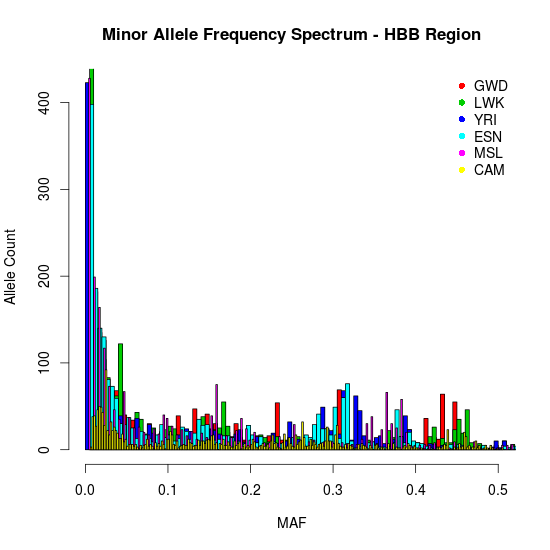 Minor Allele Frequency Spectrum - HBB Region
GWD
LWK
YRI
ESN
MSL
CAM
Allele Count
400
300
200
100
0
0.0 0.1 0.2 0.3 0.4 0.5
MAF